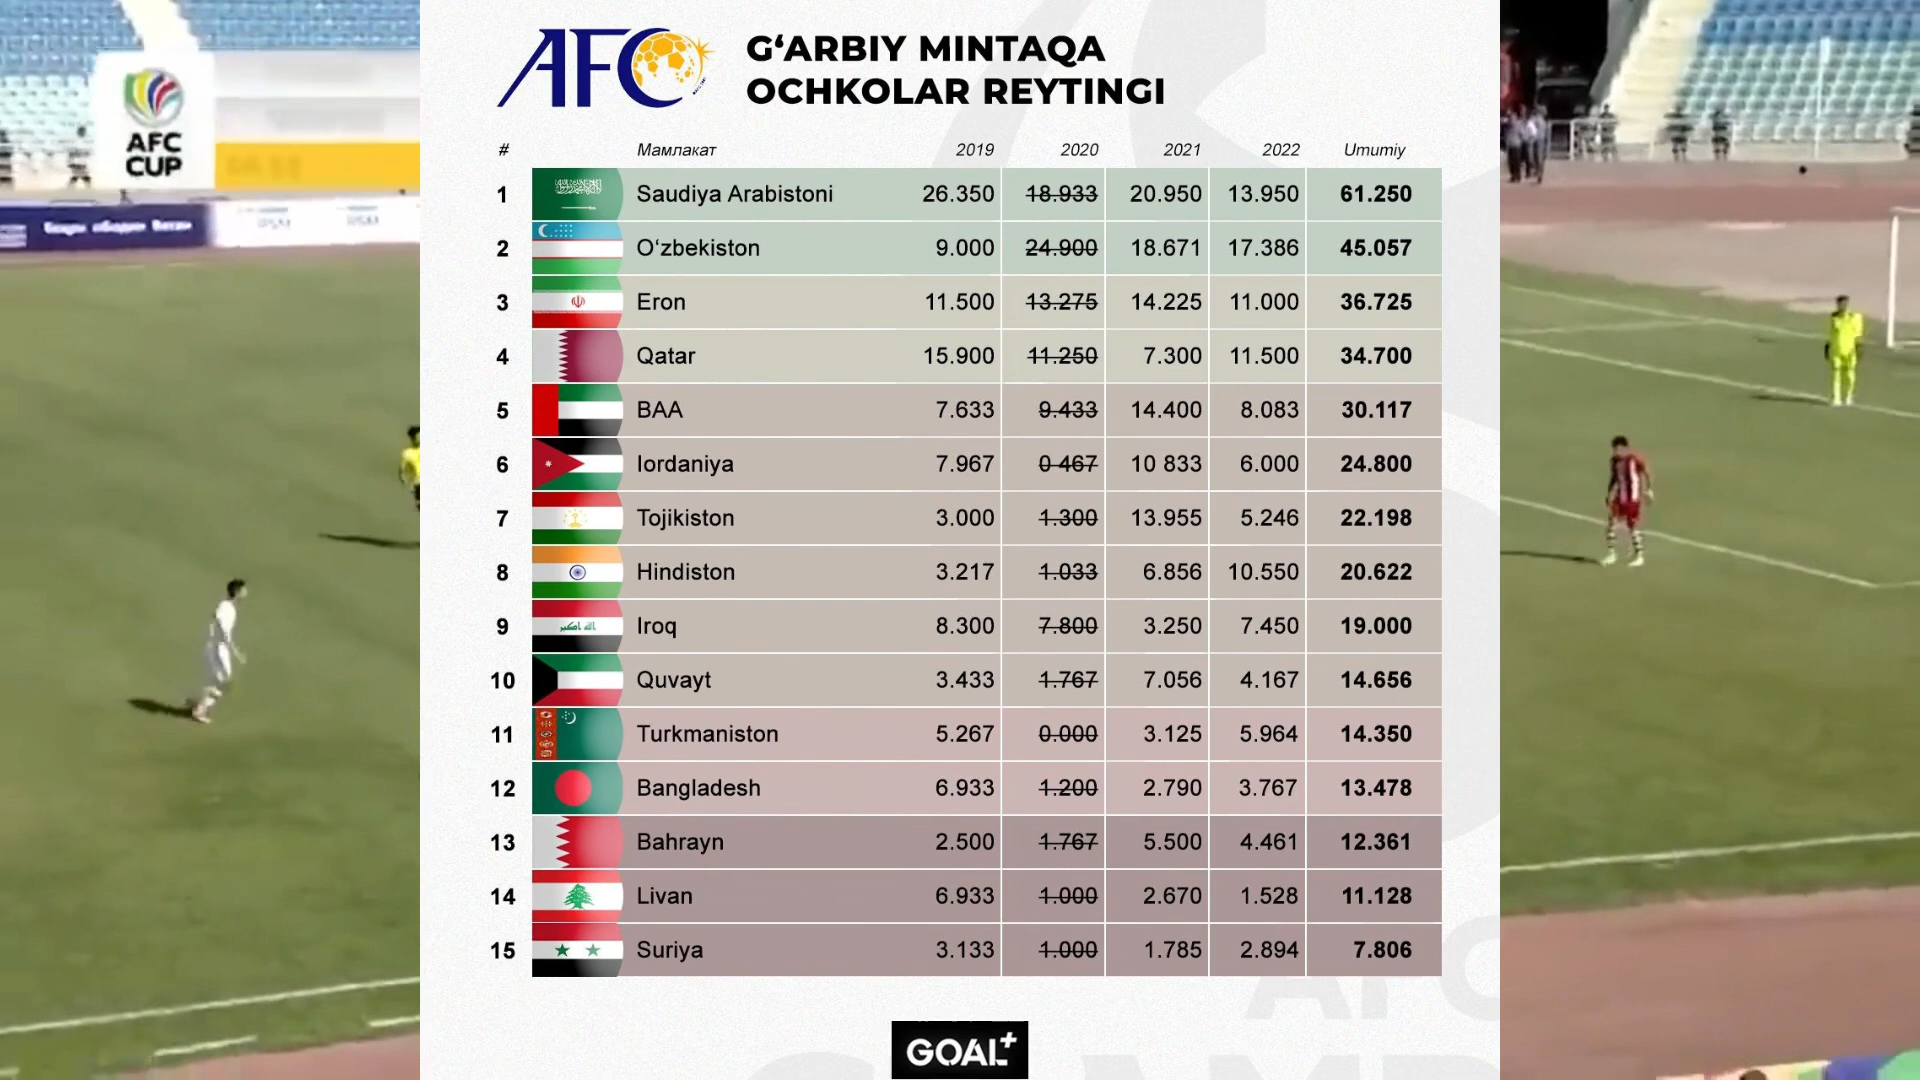 AFC
CUP
AFC
G‘ARBIY MINTAQA
OCHKOLAR REYTINGI
# Мамлакат 2019 2020 2021 2022 Umumiy
1 Saudiya Arabistoni 26.350 18.933 20.950 13.950 61.250
2 O‘zbekiston 9.000 24.900 18.671 17.386 45.057
3 Eron 11.500 13.275 14.225 11.000 36.725
4 Qatar 15.900 11.250 7.300 11.500 34.700
5 BAA 7.633 9.433 14.400 8.083 30.117
6 Iordaniya 7.967 0 467 10 833 6.000 24.800
7 Tojikiston 3.000 1.300 13.955 5.246 22.198
8 Hindiston 3.217 1.033 6.856 10.550 20.622
9 Iroq 8.300 7.800 3.250 7.450 19.000
10 Quvayt 3.433 1.767 7.056 4.167 14.656
11 Turkmaniston 5.267 0.000 3.125 5.964 14.350
12 Bangladesh 6.933 1.200 2.790 3.767 13.478
13 Bahrayn 2.500 1.767 5.500 4.461 12.361
14 Livan 6.933 1.000 2.670 1.528 11.128
15 Suriya 3.133 1.000 1.785 2.894 7.806
GOAL+